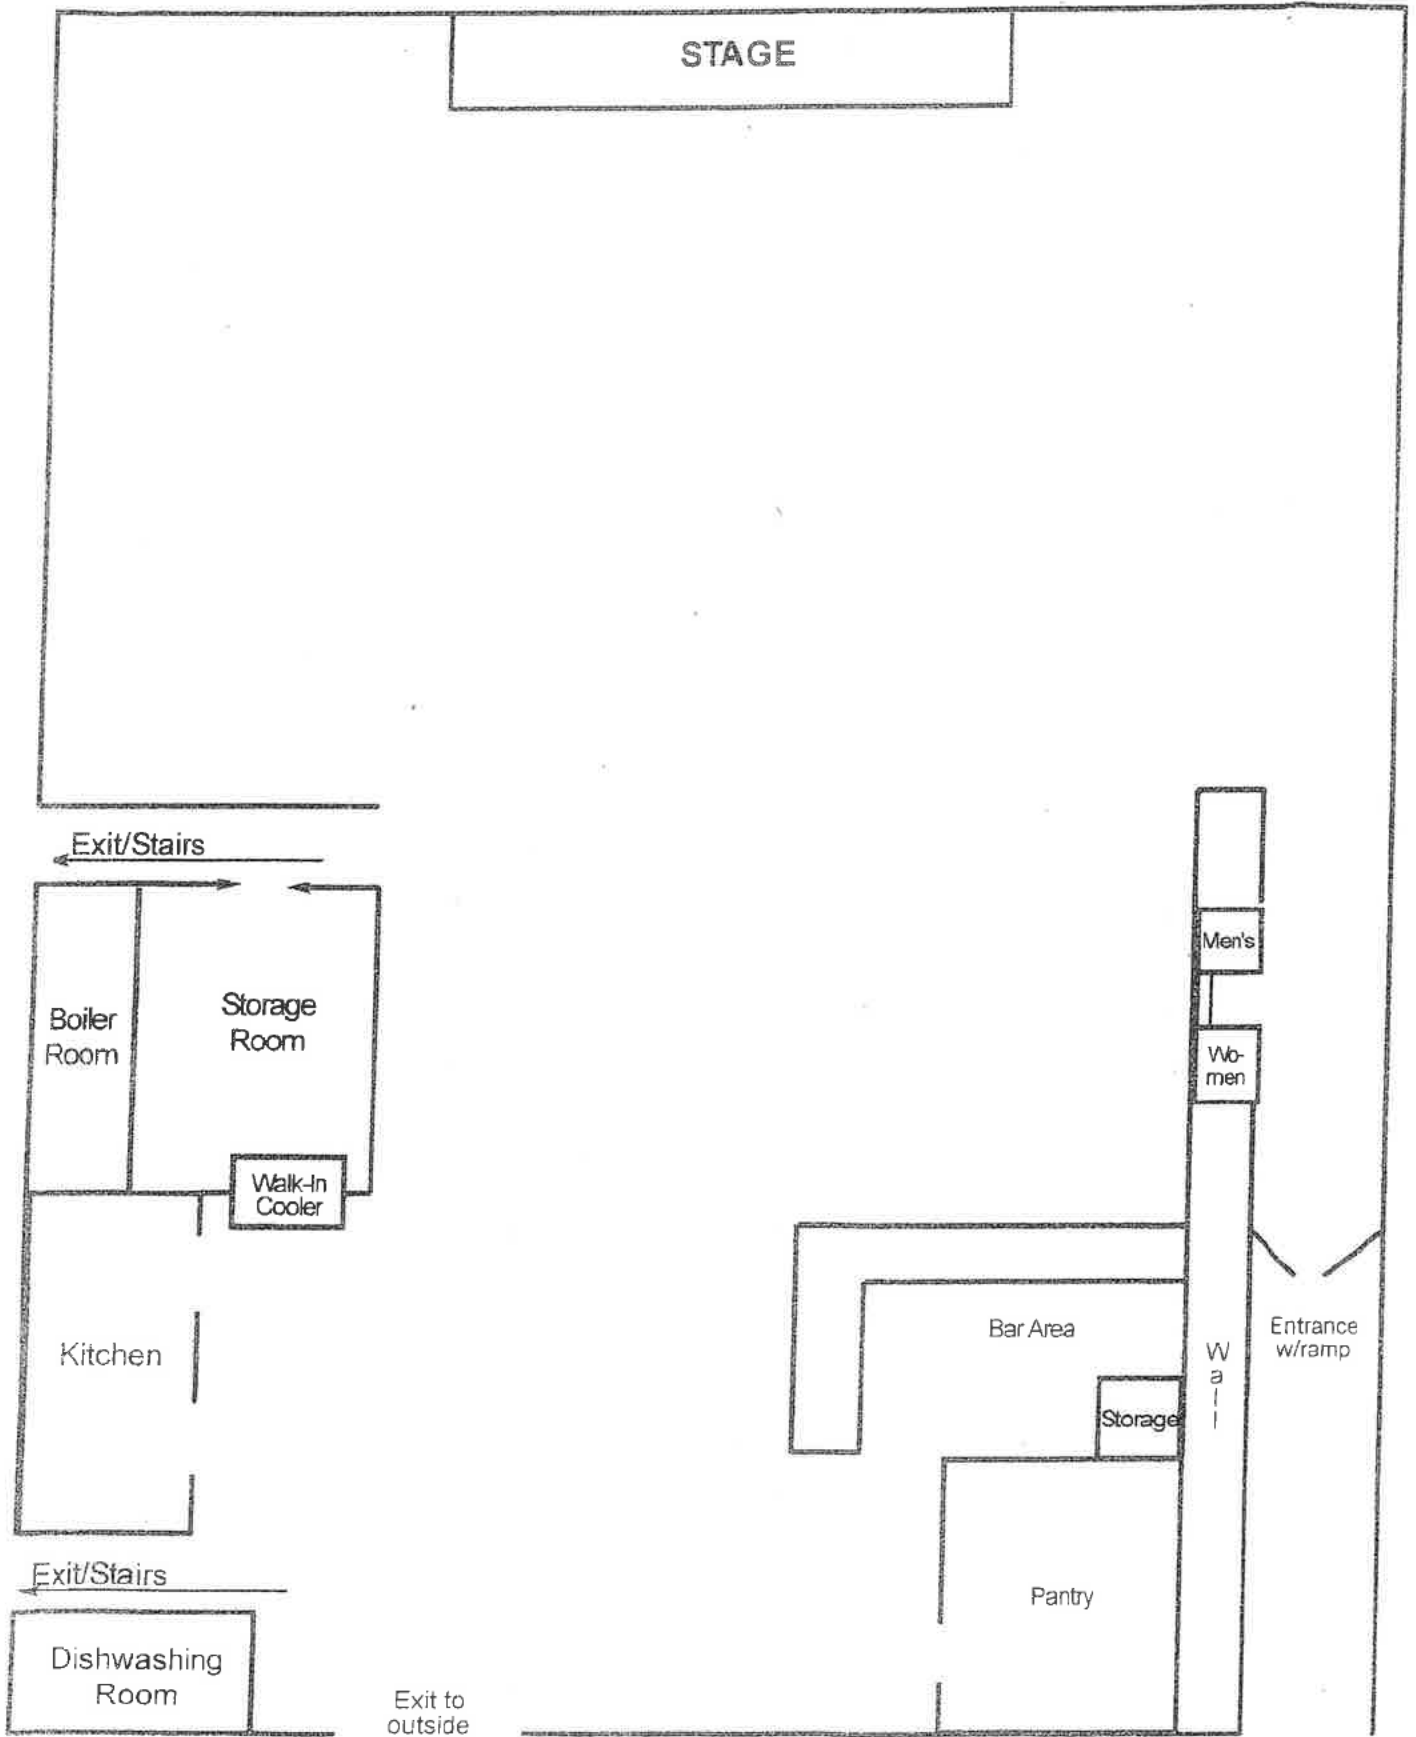 STAGE
Exit/Stairs
Men's
Boiler
Room
Storage
Room
Wo-
men
Walk-In
Cooler
Bar Area
Entrance
w/ramp
Kitchen
Wall
Storage
Exit/Stairs
Pantry
Dishwashing
Room
Exit to
outside